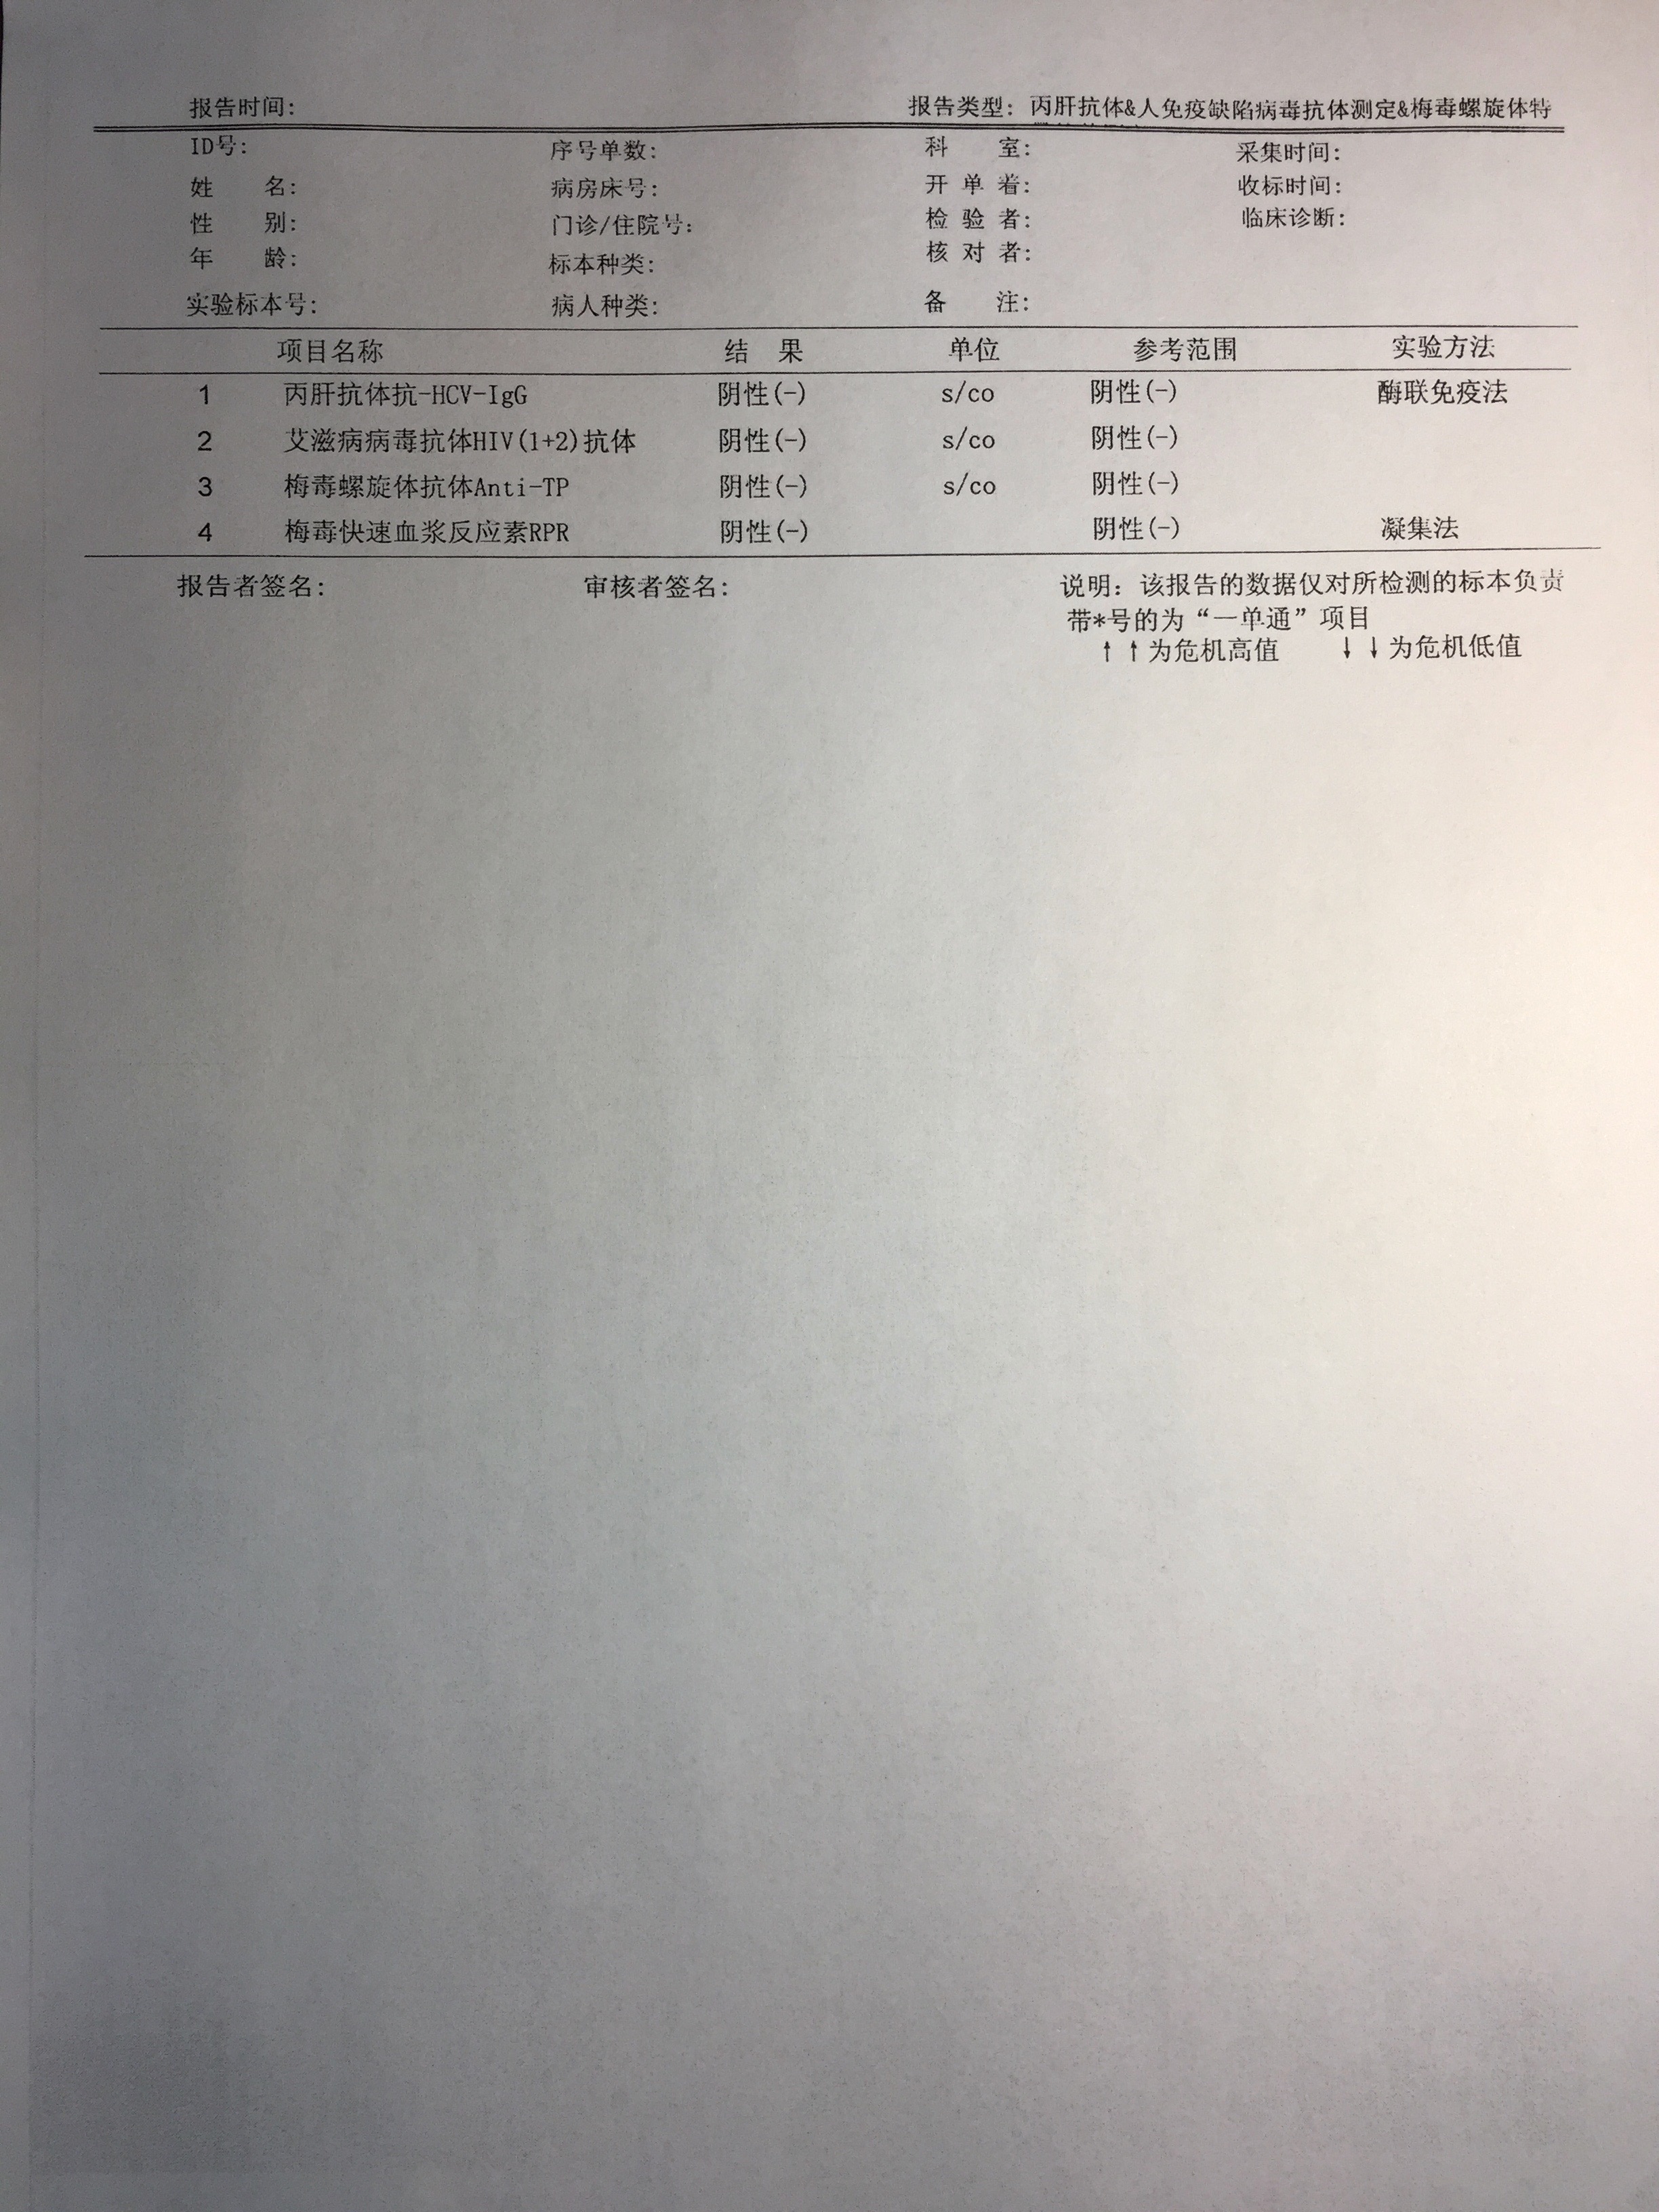 报告时间: 报告类型: 丙肝抗体&人免疫缺陷病毒抗体测定&梅毒螺旋体特
ID号: 序号单数: 科 室: 采集时间:
姓 名: 病房床号: 开 单 着: 收标时间:
性 别: 门诊/住院号: 检 验 者: 临床诊断:
年 龄: 标本种类: 核 对 者:
实验标本号: 病人种类: 备 注:
项目名称 结 果 单位 参考范围 实验方法
1 丙肝抗体抗-HCV-IgG 阴性(-) s/co 阴性(-) 酶联免疫法
2 艾滋病病毒抗体HIV(1+2)抗体 阴性(-) s/co 阴性(-)
3 梅毒螺旋体抗体Anti-TP 阴性(-) s/co 阴性(-)
4 梅毒快速血浆反应素RPR 阴性(-) 阴性(-) 凝集法
报告者签名: 审核者签名: 说明: 该报告的数据仅对所检测的标本负责
带*号的为“一单通”项目
↑↑为危机高值 ↓↓为危机低值